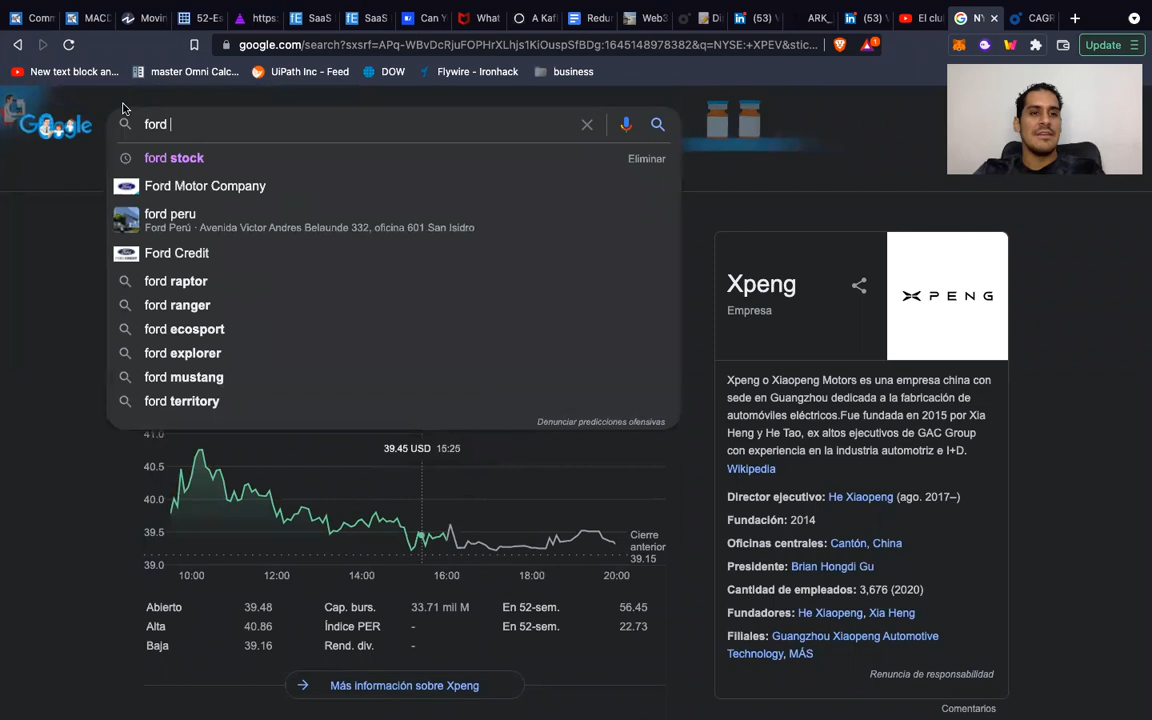 Comm
MACD
Movin
52-Es
https:
SaaS
SaaS
Can Y
What
A Kafl
Redur
Web3
Di
(53)
ARK_
(53) \
El clu
NY
CAGR
google.com/search?sxsrf=APq-WBvDcRjuFOPHrXLhjs1KiOuspSfBDg:1645148978382&q=NYSE:+XPEV&stic...
Update
New text block an...
master Omni Calc...
UiPath Inc - Feed
DOW
Flywire - Ironhack
business
Google
ford
ford stock
Eliminar
Ford Motor Company
ford peru
Ford Perú · Avenida Victor Andres Belaunde 332, oficina 601 San Isidro
Ford Credit
ford raptor
ford ranger
ford ecosport
ford explorer
ford mustang
ford territory
Denunciar predicciones ofensivas
41.0
39.45 USD 15:25
40.5
40.0
39.5
39.0
Cierre
anterior
39.15
10:00 12:00 14:00 16:00 18:00 20:00
Abierto 39.48 Cap. burs. 33.71 mil M En 52-sem. 56.45
Alta 40.86 Índice PER - En 52-sem. 22.73
Baja 39.16 Rend. div. -
Más información sobre Xpeng
Xpeng
Empresa
XPENG
Xpeng o Xiaopeng Motors es una empresa china con
sede en Guangzhou dedicada a la fabricación de
automóviles eléctricos.Fue fundada en 2015 por Xia
Heng y He Tao, ex altos ejecutivos de GAC Group
con experiencia en la industria automotriz e I+D.
Wikipedia
Director ejecutivo: He Xiaopeng (ago. 2017–)
Fundación: 2014
Oficinas centrales: Cantón, China
Presidente: Brian Hongdi Gu
Cantidad de empleados: 3,676 (2020)
Fundadores: He Xiaopeng, Xia Heng
Filiales: Guangzhou Xiaopeng Automotive
Technology, MÁS
Renuncia de responsabilidad
Comentarios